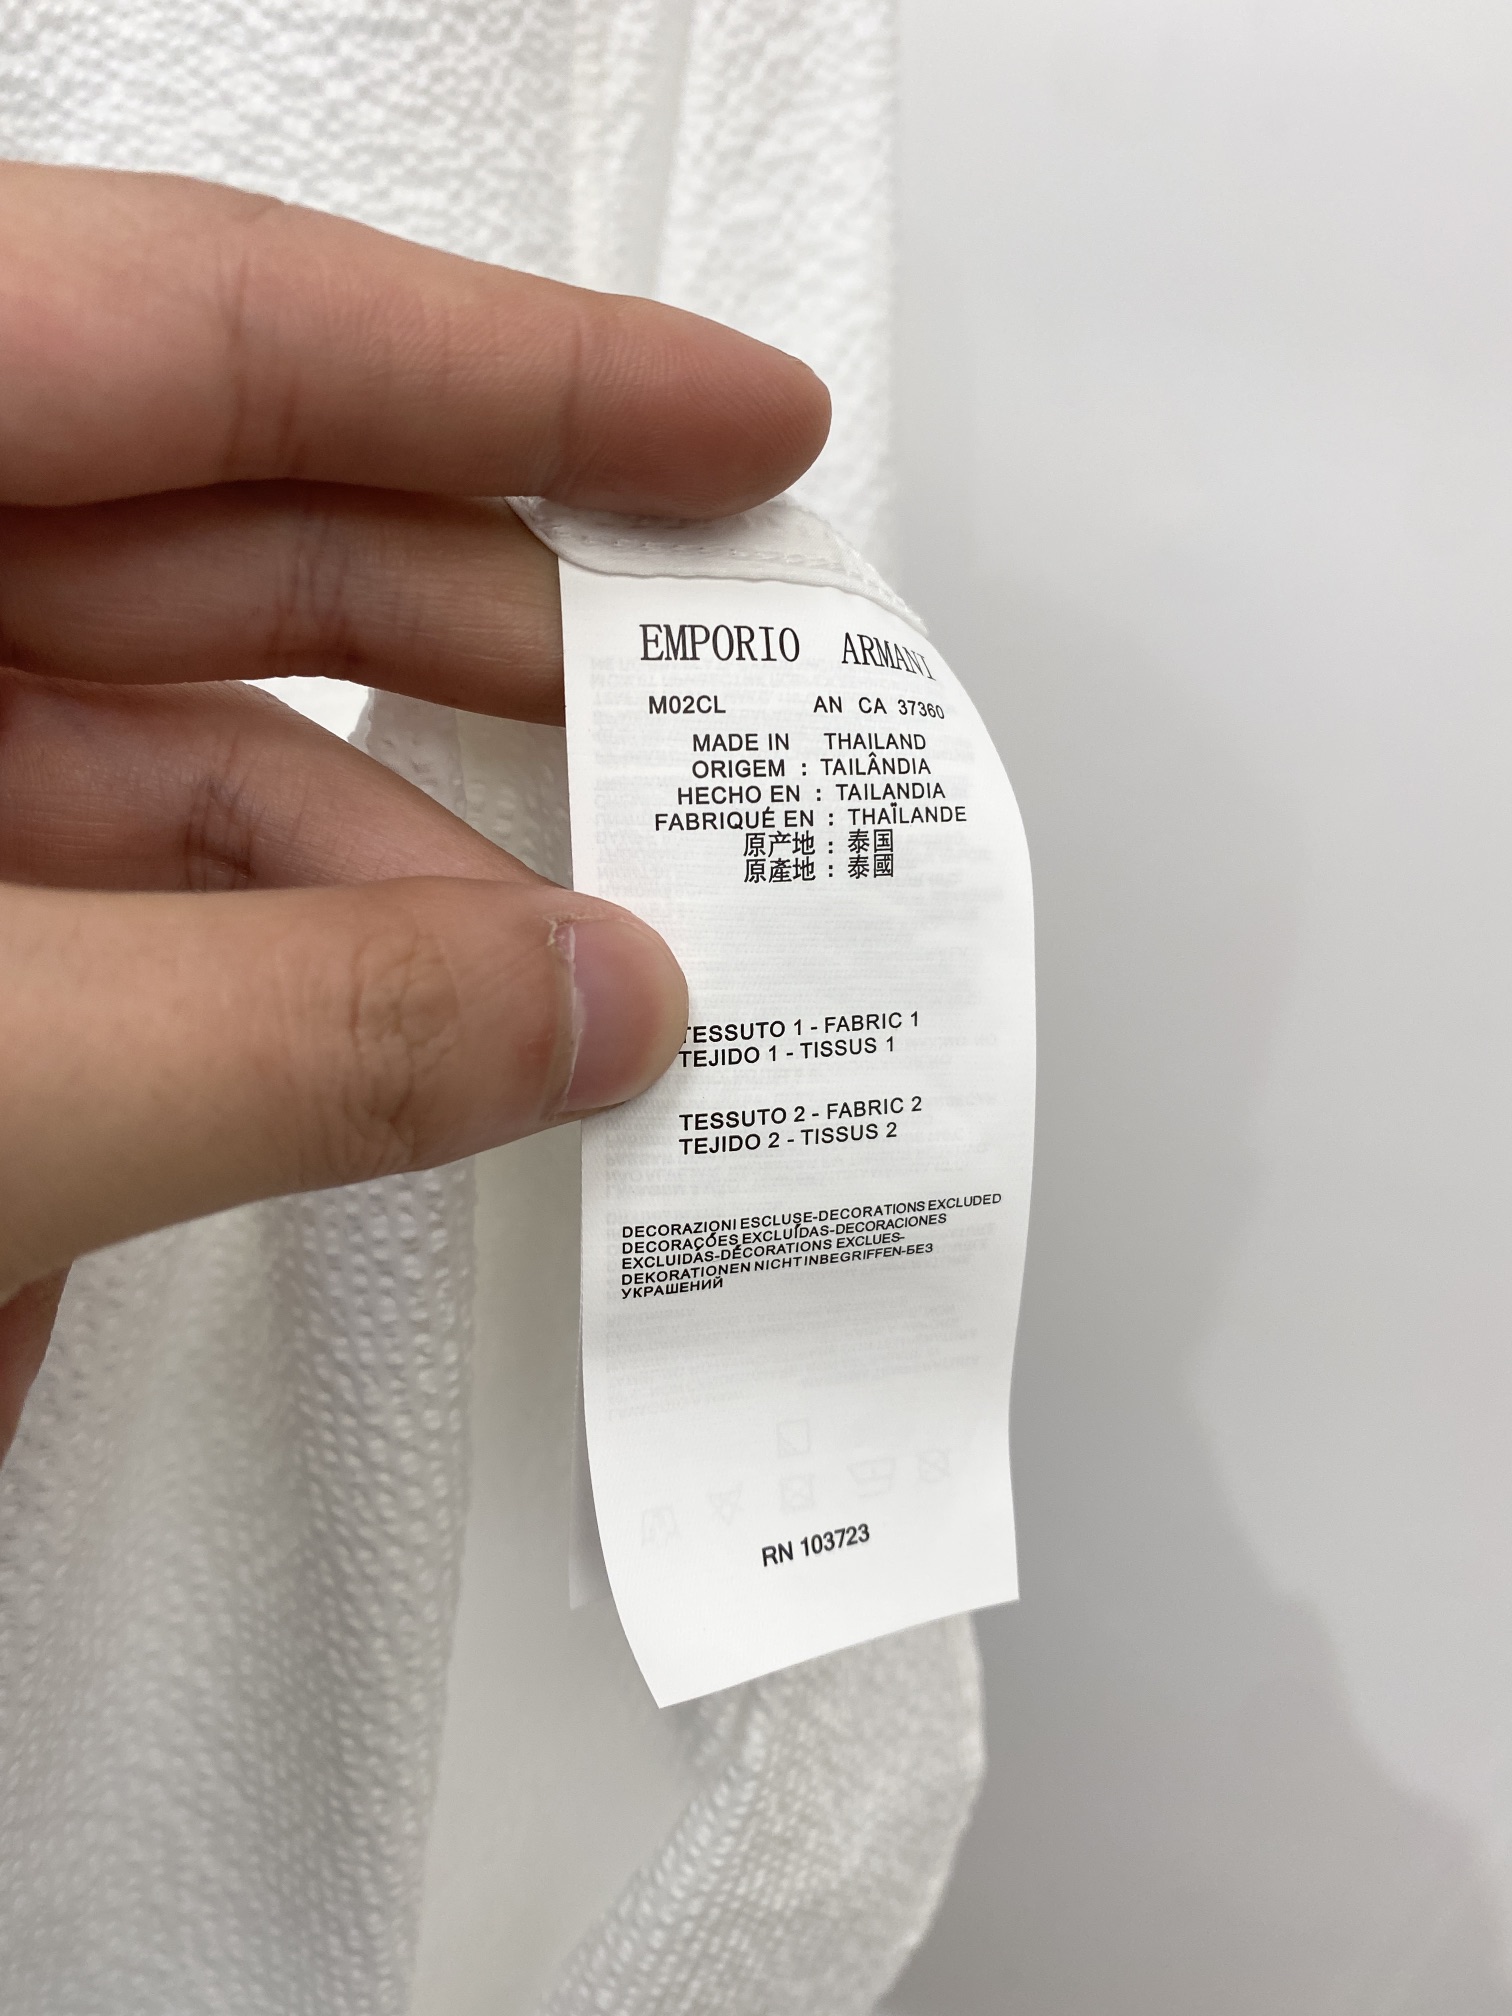 EMPORIO ARMANI
M02CL AN CA 37360
MADE IN THAILAND
ORIGEM : TAILÂNDIA
HECHO EN : TAILANDIA
FABRIQUÉ EN : THAÏLANDE
原产地 : 泰国
原產地 : 泰國
TESSUTO 1 - FABRIC 1
TEJIDO 1 - TISSUS 1
TESSUTO 2 - FABRIC 2
TEJIDO 2 - TISSUS 2
DECORAZIONI ESCLUSE-DECORATIONS EXCLUDED
DECORAÇÕES EXCLUÍDAS-DECORACIONES
EXCLUIDAS-DÉCORATIONS EXCLUES-
DEKORATIONEN NICHT INBEGRIFFEN-БЕЗ
УКРАШЕНИЙ
RN 103723